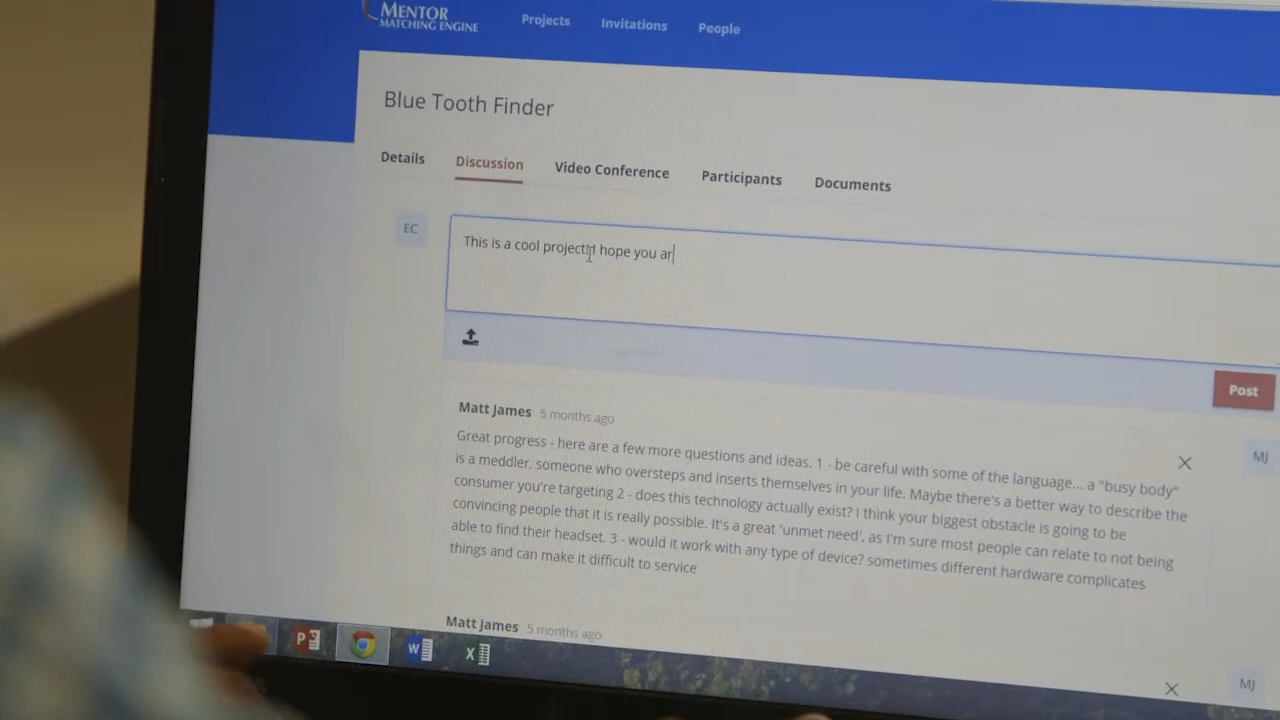 MENTOR
MATCHING ENGINE
Projects
Invitations
People
Blue Tooth Finder
Details
Discussion
Video Conference
Participants
Documents
EC
This is a cool project! I hope you ar
Post
Matt James 5 months ago
MJ
Great progress - here are a few more questions and ideas. 1 - be careful with some of the language... a "busy body"
is a meddler, someone who oversteps and inserts themselves in your life. Maybe there's a better way to describe the
consumer you're targeting 2 - does this technology actually exist? I think your biggest obstacle is going to be
convincing people that it is really possible. It's a great 'unmet need', as I'm sure most people can relate to not being
able to find their headset. 3 - would it work with any type of device? sometimes different hardware complicates
things and can make it difficult to service
Matt James 5 months ago
MJ